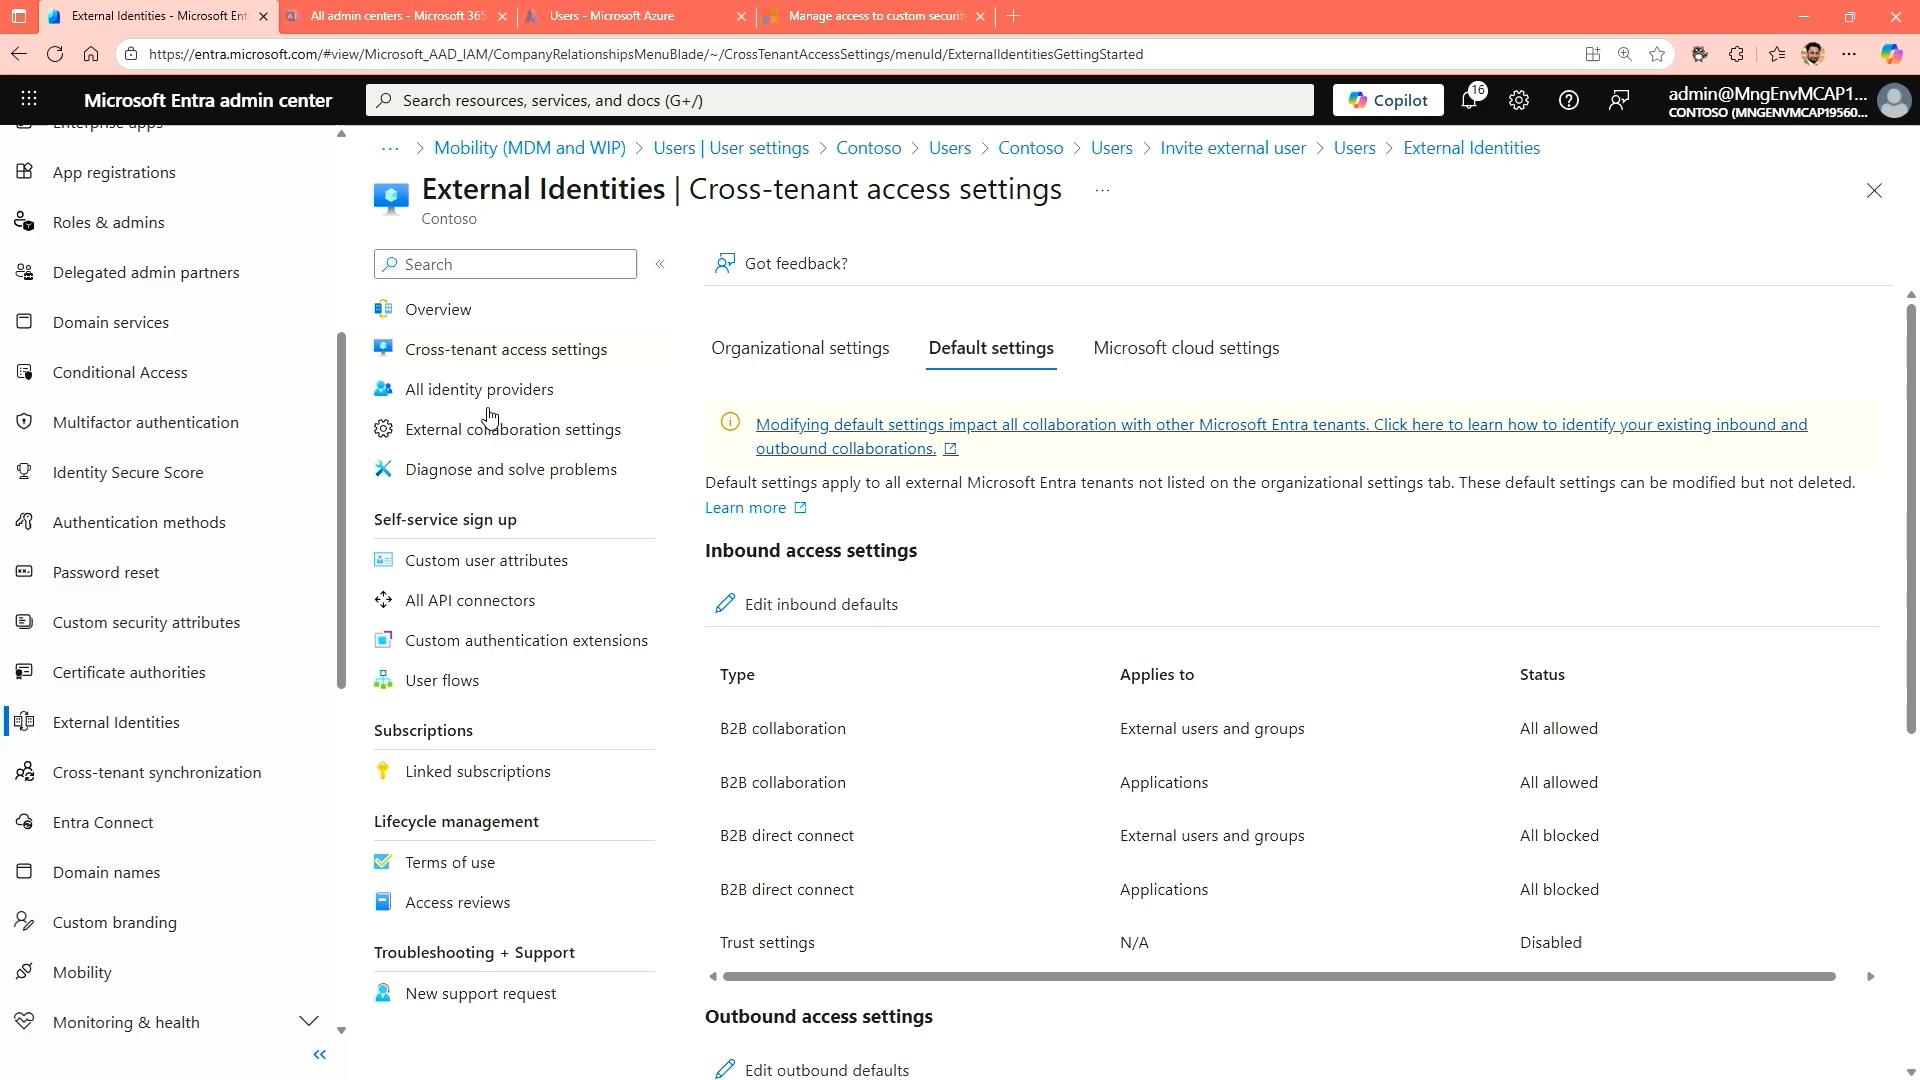 External Identities - Microsoft Ent
All admin centers - Microsoft 365
Users - Microsoft Azure
Manage access to custom securit
https://entra.microsoft.com/#view/Microsoft_AAD_IAM/CompanyRelationshipsMenuBlade/~/CrossTenantAccessSettings/menuId/ExternalIdentitiesGettingStarted
Microsoft Entra admin center
Search resources, services, and docs (G+/)
Copilot
16
admin@MngEnvMCAP1...
CONTOSO (MNGENVMCAP19560...
Enterprise apps
App registrations
Roles & admins
Delegated admin partners
Domain services
Conditional Access
Multifactor authentication
Identity Secure Score
Authentication methods
Password reset
Custom security attributes
Certificate authorities
External Identities
Cross-tenant synchronization
Entra Connect
Domain names
Custom branding
Mobility
Monitoring & health
... > Mobility (MDM and WIP) > Users | User settings > Contoso > Users > Contoso > Users > Invite external user > Users > External Identities
External Identities | Cross-tenant access settings ...
Contoso
Search
Overview
Cross-tenant access settings
All identity providers
External collaboration settings
Diagnose and solve problems
Self-service sign up
Custom user attributes
All API connectors
Custom authentication extensions
User flows
Subscriptions
Linked subscriptions
Lifecycle management
Terms of use
Access reviews
Troubleshooting + Support
New support request
Got feedback?
Organizational settings Default settings Microsoft cloud settings
Modifying default settings impact all collaboration with other Microsoft Entra tenants. Click here to learn how to identify your existing inbound and
outbound collaborations.
Default settings apply to all external Microsoft Entra tenants not listed on the organizational settings tab. These default settings can be modified but not deleted.
Learn more
Inbound access settings
Edit inbound defaults
Type Applies to Status
B2B collaboration External users and groups All allowed
B2B collaboration Applications All allowed
B2B direct connect External users and groups All blocked
B2B direct connect Applications All blocked
Trust settings N/A Disabled
Outbound access settings
Edit outbound defaults